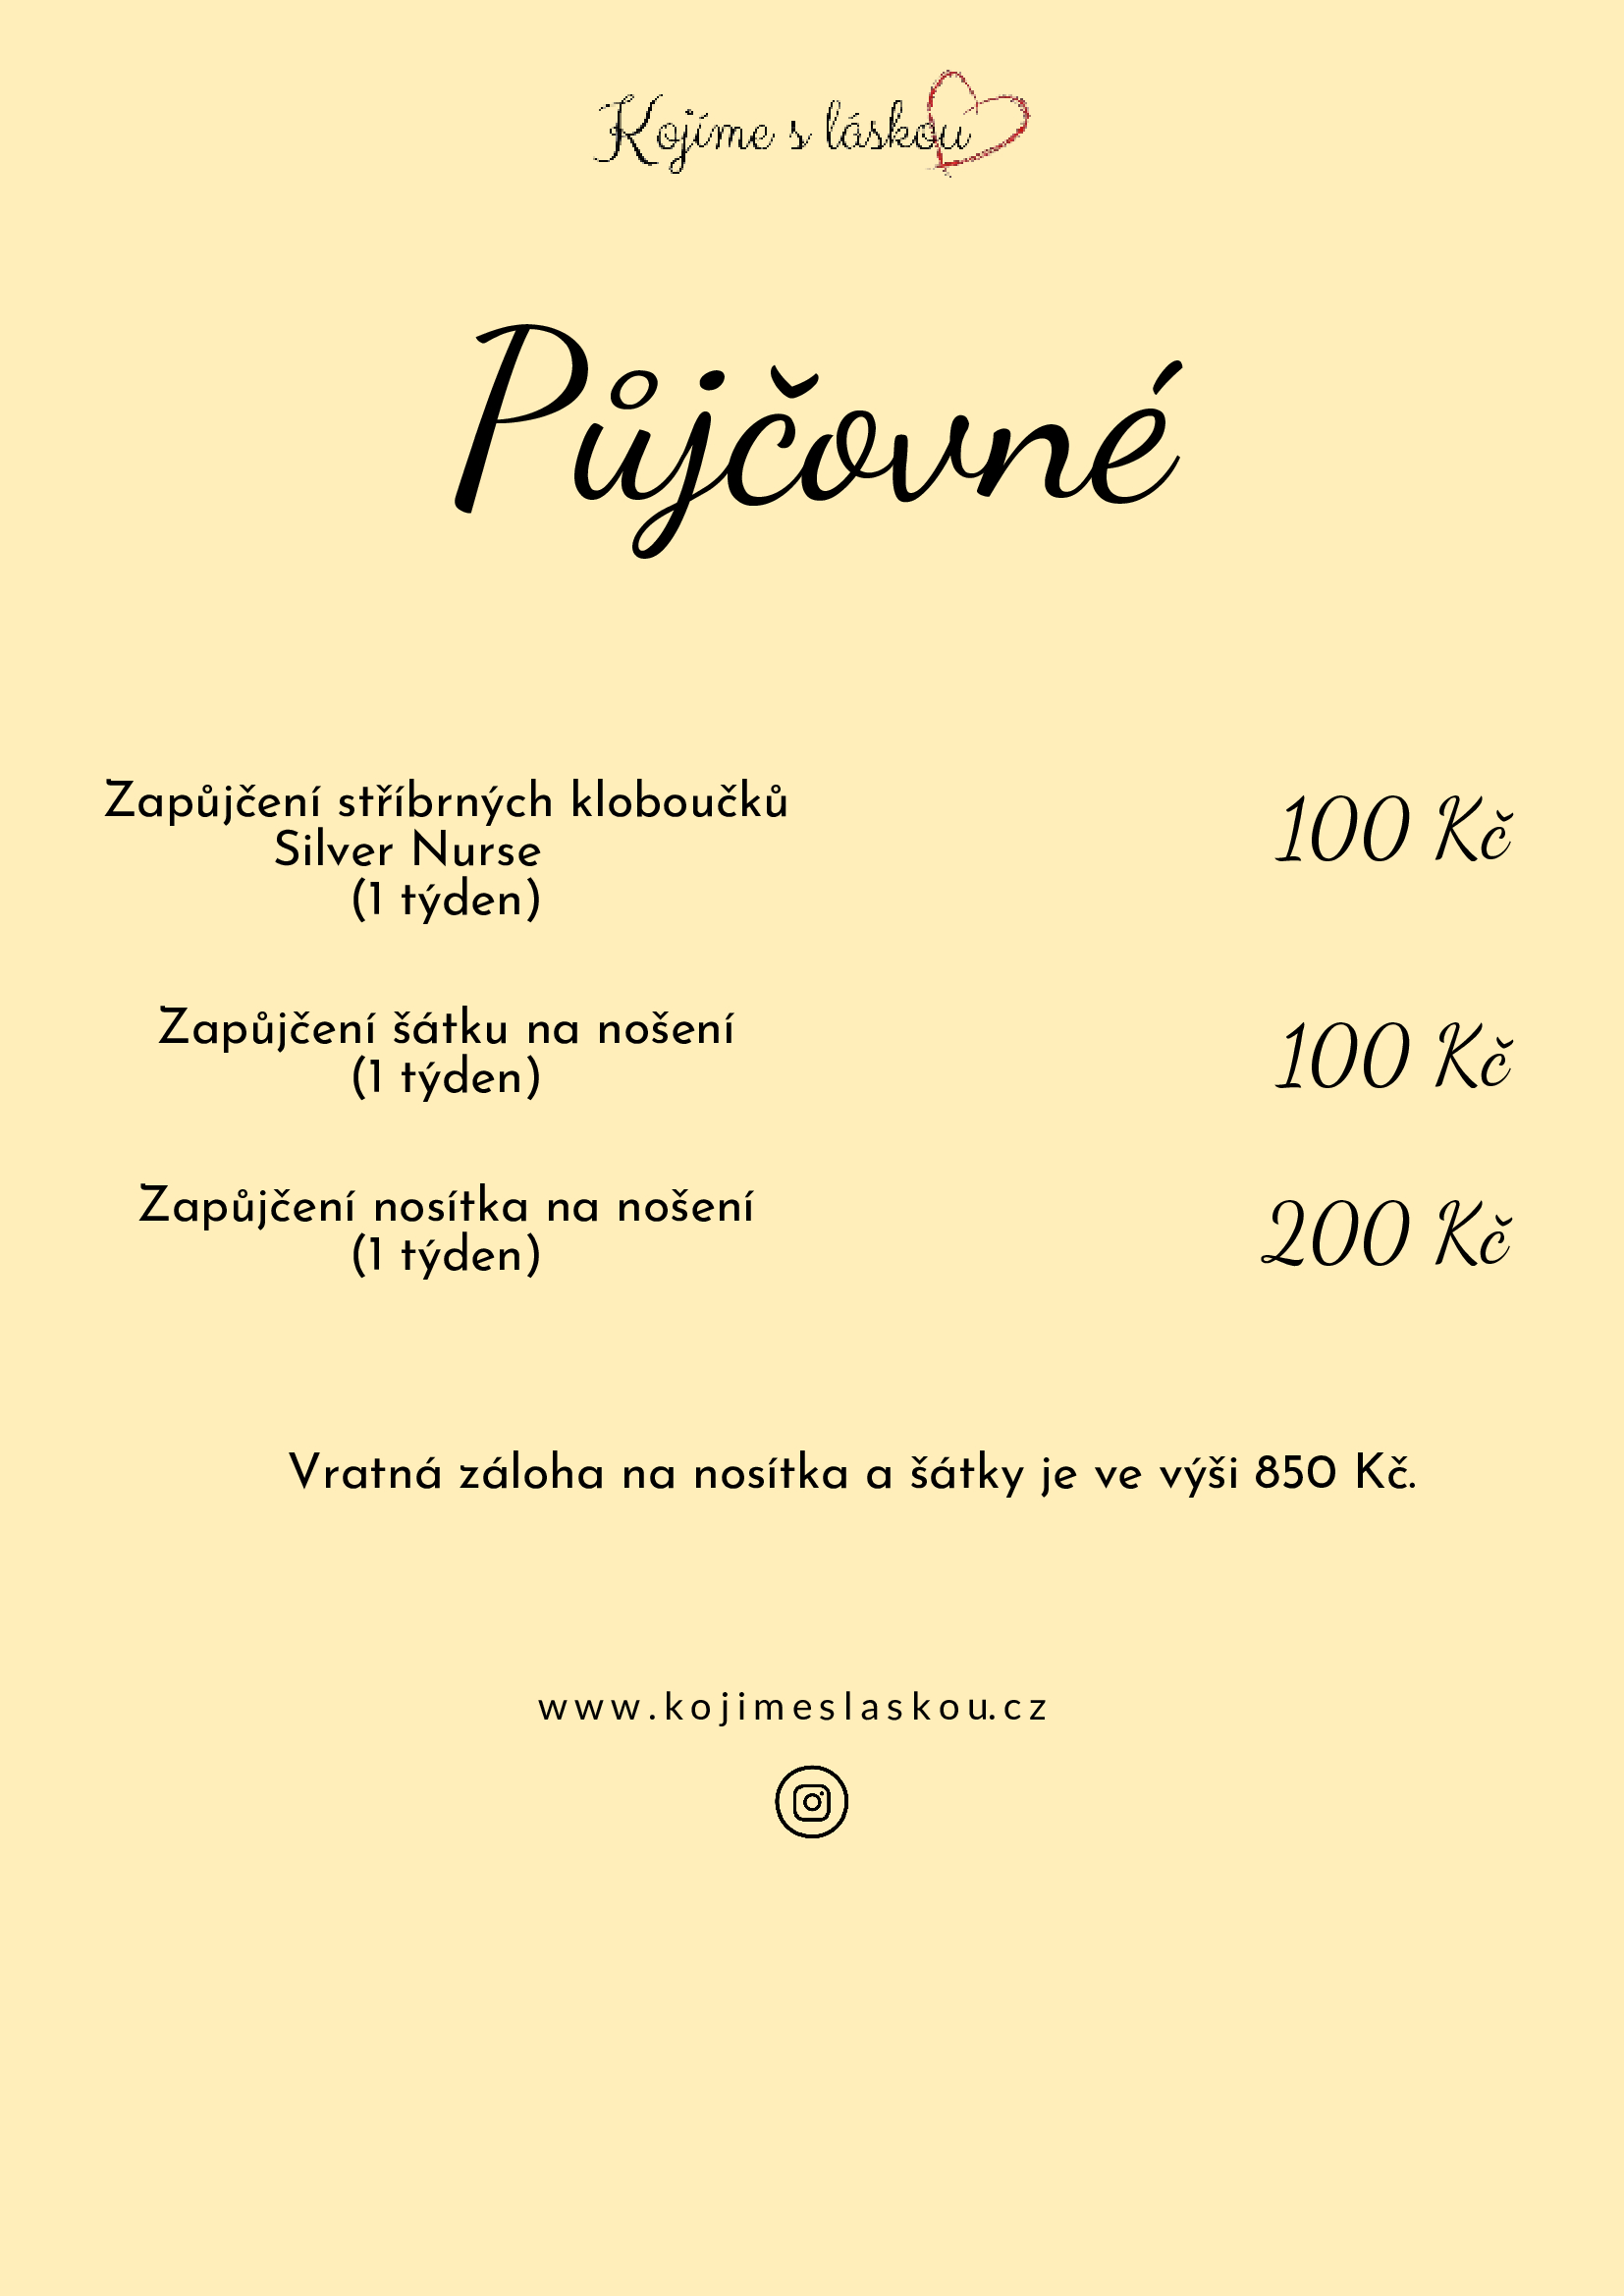 Kojíme s láskou
Půjčovné
Zapůjčení stříbrných kloboučků
Silver Nurse
(1 týden)
100 Kč
Zapůjčení šátku na nošení
(1 týden)
100 Kč
Zapůjčení nosítka na nošení
(1 týden)
200 Kč
Vratná záloha na nosítka a šátky je ve výši 850 Kč.
www.kojimeslaskou.cz